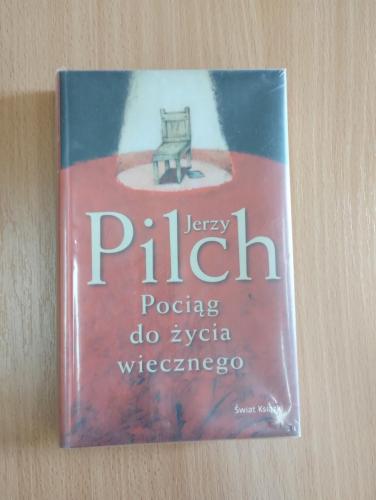 Jerzy
Pilch
Pociąg
do życia
wiecznego
Świat Książki